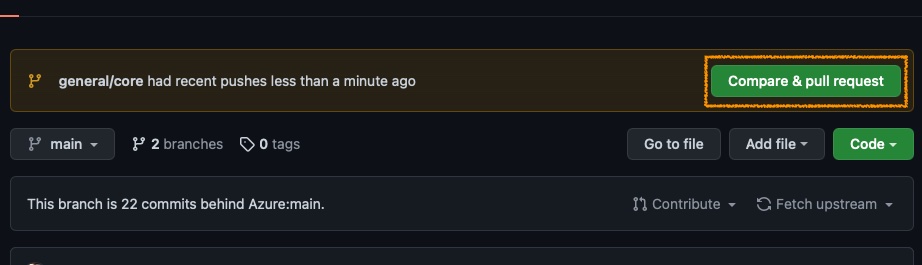 general/core had recent pushes less than a minute ago
Compare & pull request
main
2 branches
0 tags
Go to file
Add file
Code
This branch is 22 commits behind Azure:main.
Contribute
Fetch upstream